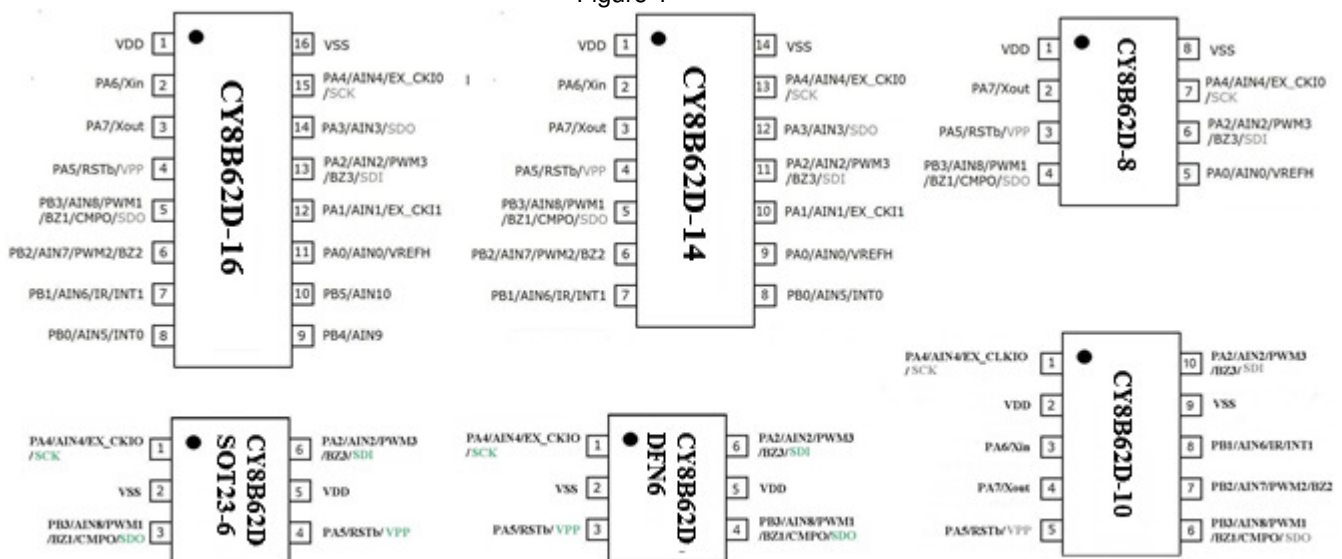 VDD 1
PA6/Xin 2
PA7/Xout 3
PA5/RSTb/VPP 4
PB3/AIN8/PWM1
/BZ1/CMPO/SDO 5
PB2/AIN7/PWM2/BZ2 6
PB1/AIN6/IR/INT1 7
PB0/AIN5/INT0 8
CY8B62D-16
16 VSS
15 PA4/AIN4/EX_CKI0
/SCK
14 PA3/AIN3/SDO
13 PA2/AIN2/PWM3
/BZ3/SDI
12 PA1/AIN1/EX_CKI1
11 PA0/AIN0/VREFH
10 PB5/AIN10
9 PB4/AIN9
VDD 1
PA6/Xin 2
PA7/Xout 3
PA5/RSTb/VPP 4
PB3/AIN8/PWM1
/BZ1/CMPO/SDO 5
PB2/AIN7/PWM2/BZ2 6
PB1/AIN6/IR/INT1 7
CY8B62D-14
14 VSS
13 PA4/AIN4/EX_CKI0
/SCK
12 PA3/AIN3/SDO
11 PA2/AIN2/PWM3
/BZ3/SDI
10 PA1/AIN1/EX_CKI1
9 PA0/AIN0/VREFH
8 PB0/AIN5/INT0
VDD 1
PA7/Xout 2
PA5/RSTb/VPP 3
PB3/AIN8/PWM1
/BZ1/CMPO/SDO 4
CY8B62D-8
8 VSS
7 PA4/AIN4/EX_CKI0
/SCK
6 PA2/AIN2/PWM3
/BZ3/SDI
5 PA0/AIN0/VREFH
PA4/AIN4/EX_CKIO 1
/SCK
VSS 2
PB3/AIN8/PWM1 3
/BZ1/CMPO/SDO
CY8B62D
SOT23-6
6 PA2/AIN2/PWM3
/BZ3/SDI
5 VDD
4 PA5/RSTb/VPP
PA4/AIN4/EX_CKIO 1
/SCK
VSS 2
PA5/RSTb/VPP 3
CY8B62D
DFN6
6 PA2/AIN2/PWM3
/BZ3/SDI
5 VDD
4 PB3/AIN8/PWM1
/BZ1/CMPO/SDO
PA4/AIN4/EX_CLKIO 1
/SCK
VDD 2
PA6/Xin 3
PA7/Xout 4
PA5/RSTb/VPP 5
CY8B62D-10
10 PA2/AIN2/PWM3
/BZ3/SDI
9 VSS
8 PB1/AIN6/IR/INT1
7 PB2/AIN7/PWM2/BZ2
6 PB3/AIN8/PWM1
/BZ1/CMPO/SDO